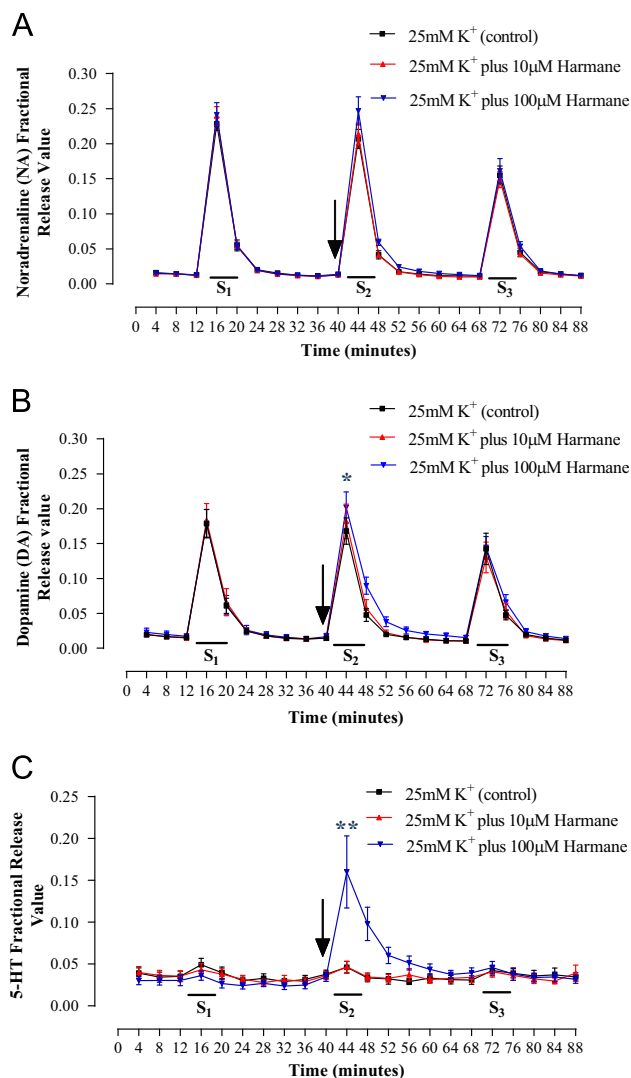 A
25mM K⁺ (control)
25mM K⁺ plus 10µM Harmane
25mM K⁺ plus 100µM Harmane
Noradrenaline (NA) Fractional
Release Value
0.30
0.25
0.20
0.15
0.10
0.05
0.00
S₁
S₂
S₃
0 4 8 12 16 20 24 28 32 36 40 44 48 52 56 60 64 68 72 76 80 84 88
Time (minutes)
B
25mM K⁺ (control)
25mM K⁺ plus 10µM Harmane
25mM K⁺ plus 100µM Harmane
Dopamine (DA) Fractional
Release value
0.30
0.25
0.20
0.15
0.10
0.05
0.00
*
S₁
S₂
S₃
0 4 8 12 16 20 24 28 32 36 40 44 48 52 56 60 64 68 72 76 80 84 88
Time (minutes)
C
25mM K⁺ (control)
25mM K⁺ plus 10µM Harmane
25mM K⁺ plus 100µM Harmane
5-HT Fractional Release
Value
0.25
0.20
0.15
0.10
0.05
0.00
**
S₁
S₂
S₃
0 4 8 12 16 20 24 28 32 36 40 44 48 52 56 60 64 68 72 76 80 84 88
Time (minutes)